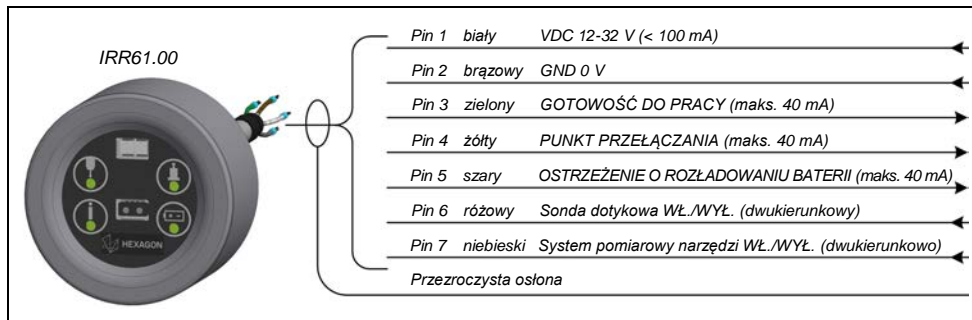 IRR61.00
Pin 1 biały VDC 12-32 V (< 100 mA)
Pin 2 brązowy GND 0 V
Pin 3 zielony GOTOWOŚĆ DO PRACY (maks. 40 mA)
Pin 4 żółty PUNKT PRZEŁĄCZANIA (maks. 40 mA)
Pin 5 szary OSTRZEŻENIE O ROZŁADOWANIU BATERII (maks. 40 mA)
Pin 6 różowy Sonda dotykowa WŁ./WYŁ. (dwukierunkowy)
Pin 7 niebieski System pomiarowy narzędzi WŁ./WYŁ. (dwukierunkowo)
Przezroczysta osłona
HEXAGON